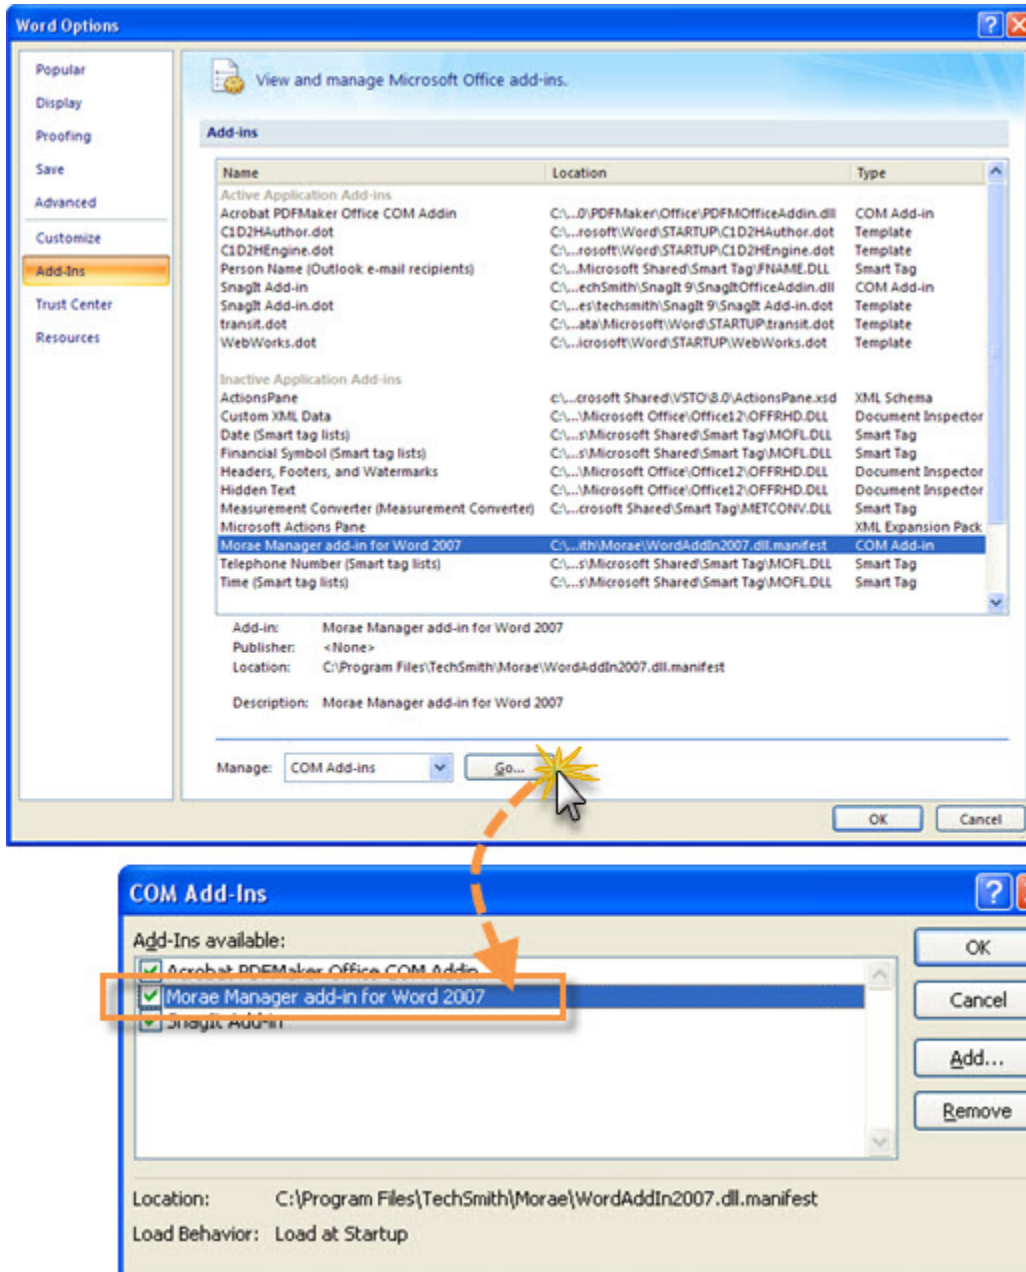 Word Options
Popular
Display
Proofing
Save
Advanced
Customize
Add-Ins
Trust Center
Resources
View and manage Microsoft Office add-ins.
Add-ins
Name Location Type
Active Application Add-ins
Acrobat PDFMaker Office COM Addin C:\...0\PDFMaker\Office\PDFMOfficeAddin.dll COM Add-in
C1D2HAuthor.dot C:\...rosoft\Word\STARTUP\C1D2HAuthor.dot Template
C1D2HEngine.dot C:\...rosoft\Word\STARTUP\C1D2HEngine.dot Template
Person Name (Outlook e-mail recipients) C:\...Microsoft Shared\Smart Tag\FNAME.DLL Smart Tag
SnagIt Add-in C:\...echSmith\SnagIt 9\SnagItOfficeAddin.dll COM Add-in
SnagIt Add-in.dot C:\...es\techsmith\SnagIt 9\SnagIt Add-in.dot Template
transit.dot C:\...ata\Microsoft\Word\STARTUP\transit.dot Template
WebWorks.dot C:\...icrosoft\Word\STARTUP\WebWorks.dot Template
Inactive Application Add-ins
ActionsPane c:\...crosoft Shared\VSTO\8.0\ActionsPane.xsd XML Schema
Custom XML Data C:\...\Microsoft Office\Office12\OFFRHD.DLL Document Inspector
Date (Smart tag lists) C:\...s\Microsoft Shared\Smart Tag\MOFL.DLL Smart Tag
Financial Symbol (Smart tag lists) C:\...s\Microsoft Shared\Smart Tag\MOFL.DLL Smart Tag
Headers, Footers, and Watermarks C:\...\Microsoft Office\Office12\OFFRHD.DLL Document Inspector
Hidden Text C:\...\Microsoft Office\Office12\OFFRHD.DLL Document Inspector
Measurement Converter (Measurement Converter) C:\...crosoft Shared\Smart Tag\METCONV.DLL Smart Tag
Microsoft Actions Pane XML Expansion Pack
Morae Manager add-in for Word 2007 C:\...ith\Morae\WordAddIn2007.dll.manifest COM Add-in
Telephone Number (Smart tag lists) C:\...s\Microsoft Shared\Smart Tag\MOFL.DLL Smart Tag
Time (Smart tag lists) C:\...s\Microsoft Shared\Smart Tag\MOFL.DLL Smart Tag
Add-in: Morae Manager add-in for Word 2007
Publisher: <None>
Location: C:\Program Files\TechSmith\Morae\WordAddIn2007.dll.manifest
Description: Morae Manager add-in for Word 2007
Manage: COM Add-ins Go...
OK Cancel
COM Add-Ins
Add-Ins available:
Acrobat PDFMaker Office COM Addin
Morae Manager add-in for Word 2007
SnagIt Add-in
OK
Cancel
Add...
Remove
Location: C:\Program Files\TechSmith\Morae\WordAddIn2007.dll.manifest
Load Behavior: Load at Startup